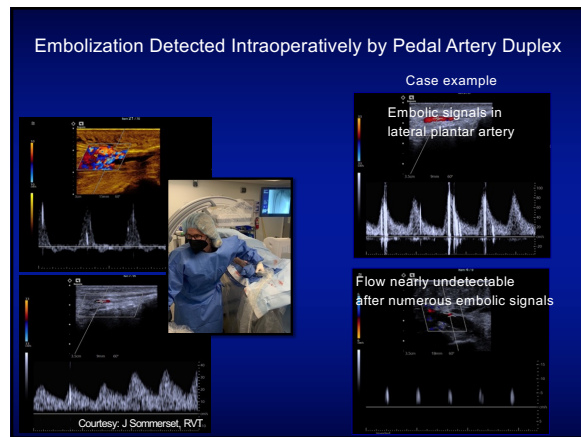 Embolization Detected Intraoperatively by Pedal Artery Duplex
Case example
Embolic signals in
lateral plantar artery
Flow nearly undetectable
after numerous embolic signals
Courtesy: J Sommerset, RVT